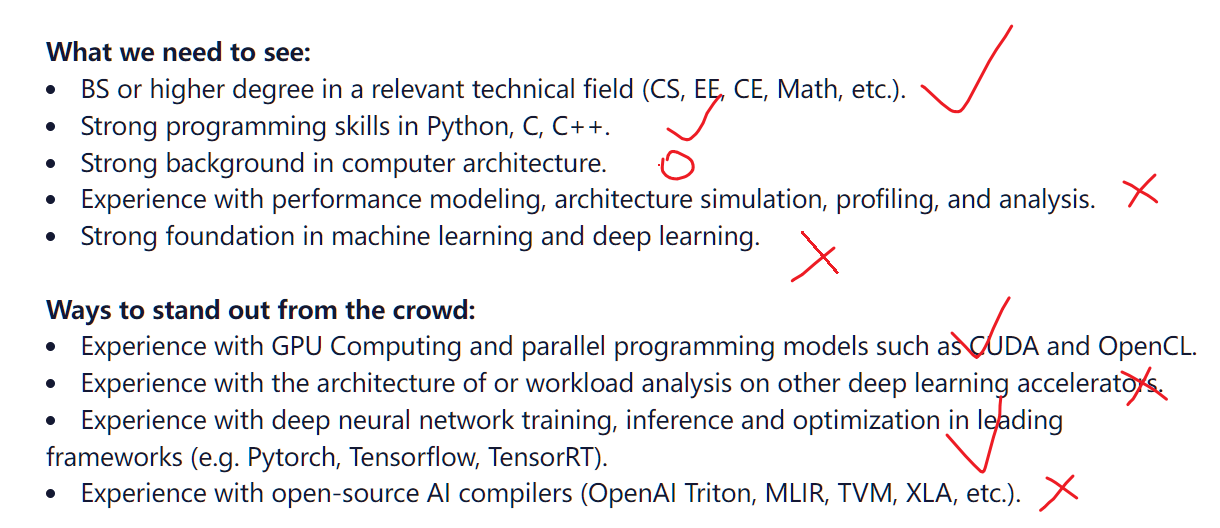 What we need to see:
• BS or higher degree in a relevant technical field (CS, EE, CE, Math, etc.).
• Strong programming skills in Python, C, C++.
• Strong background in computer architecture.
• Experience with performance modeling, architecture simulation, profiling, and analysis.
• Strong foundation in machine learning and deep learning.
Ways to stand out from the crowd:
• Experience with GPU Computing and parallel programming models such as CUDA and OpenCL.
• Experience with the architecture of or workload analysis on other deep learning accelerators.
• Experience with deep neural network training, inference and optimization in leading
frameworks (e.g. Pytorch, Tensorflow, TensorRT).
• Experience with open-source AI compilers (OpenAI Triton, MLIR, TVM, XLA, etc.).